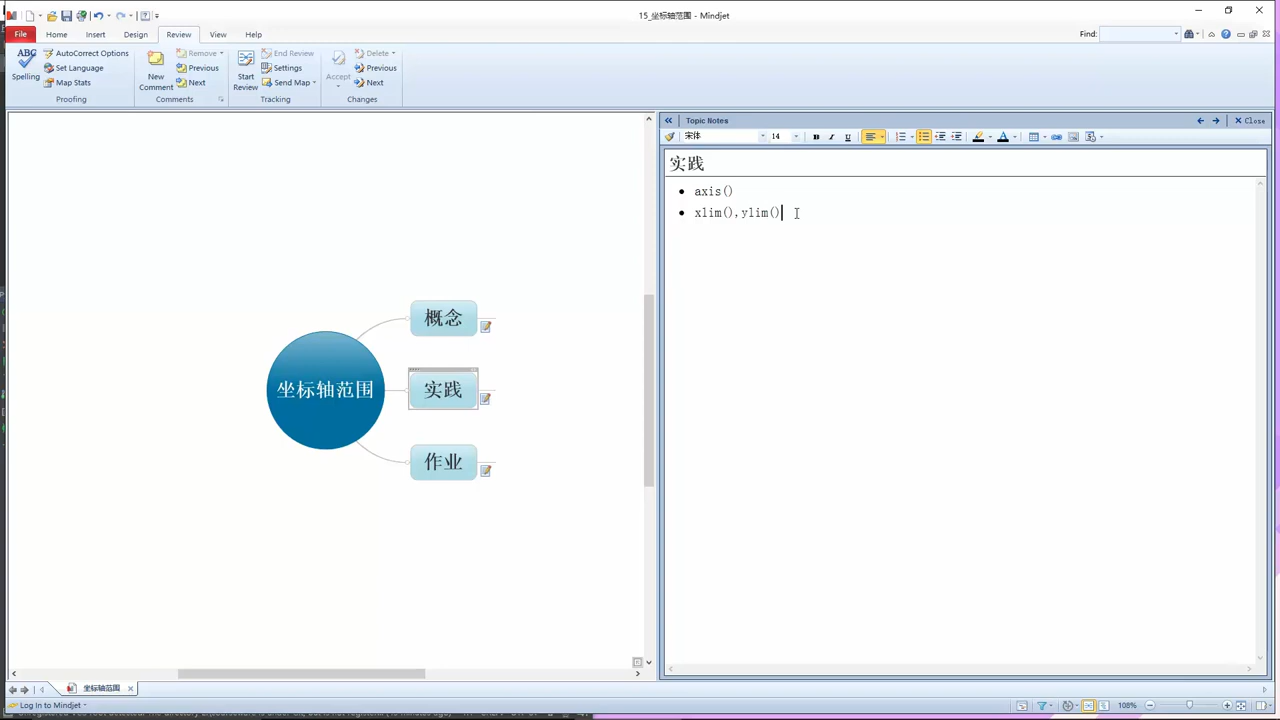 15_坐标轴范围 - Mindjet
File Home Insert Design Review View Help
Find:
ABC
Spelling
AutoCorrect Options
Set Language
Map Stats
Proofing
New Comment
Remove
Previous
Next
Comments
Start Review
End Review
Settings
Send Map
Tracking
Accept
Delete
Previous
Next
Changes
Topic Notes
Close
宋体 14
实践
axis()
xlim(),ylim()
坐标轴范围
概念
实践
作业
坐标轴范围
Log In to Mindjet
108%